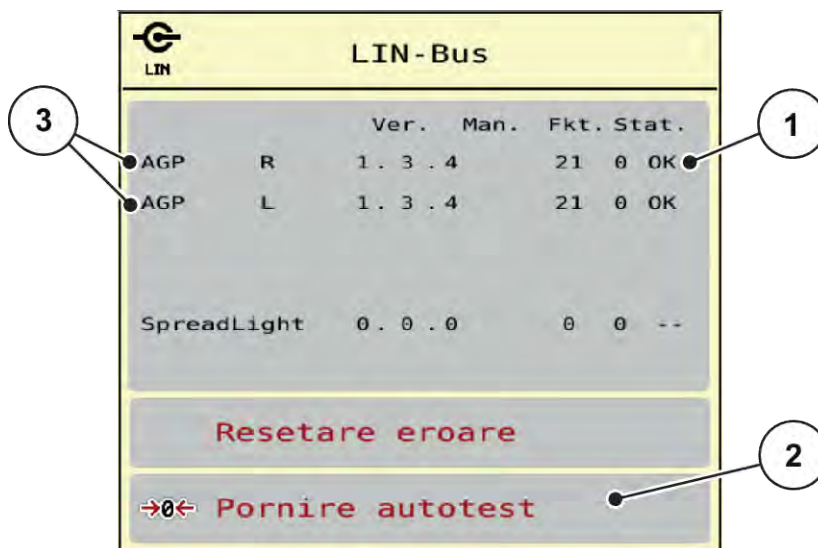 LIN
LIN-Bus
3
Ver. Man. Fkt. Stat.
1
AGP R 1.3.4 21 0 OK
AGP L 1.3.4 21 0 OK
SpreadLight 0.0.0 0 0 --
Resetare eroare
2
→0← Pornire autotest